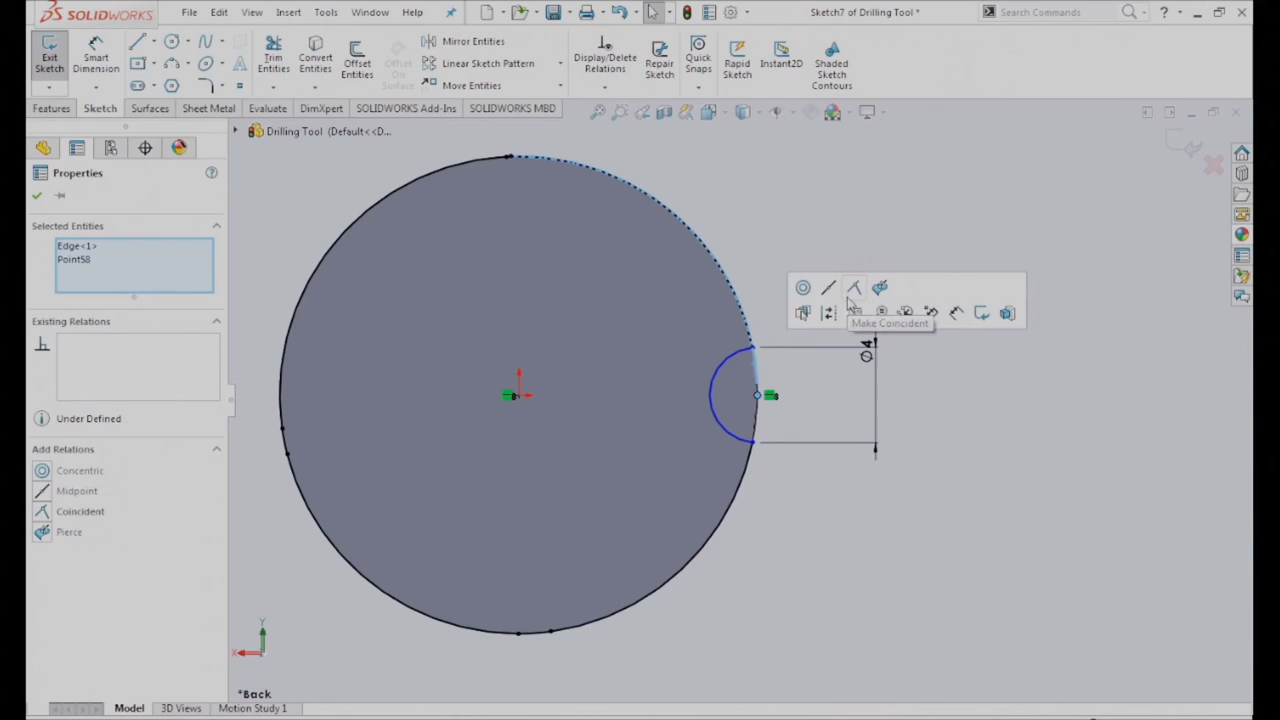 SOLIDWORKS File Edit View Insert Tools Window Help Sketch7 of Drilling Tool * Search Commands ?
Exit Sketch
Smart Dimension
Trim Entities
Convert Entities
Offset Entities
Offset On Surface
Mirror Entities
Linear Sketch Pattern
Move Entities
Display/Delete Relations
Repair Sketch
Quick Snaps
Rapid Sketch
Instant2D
Shaded Sketch Contours
Features Sketch Surfaces Sheet Metal Evaluate DimXpert SOLIDWORKS Add-Ins SOLIDWORKS MBD
Drilling Tool (Default<<D...
Properties
Selected Entities
Edge<1>
Point58
Existing Relations
Under Defined
Add Relations
Concentric
Midpoint
Coincident
Pierce
Make Coincident
Ø4
Y
X
*Back
Model 3D Views Motion Study 1